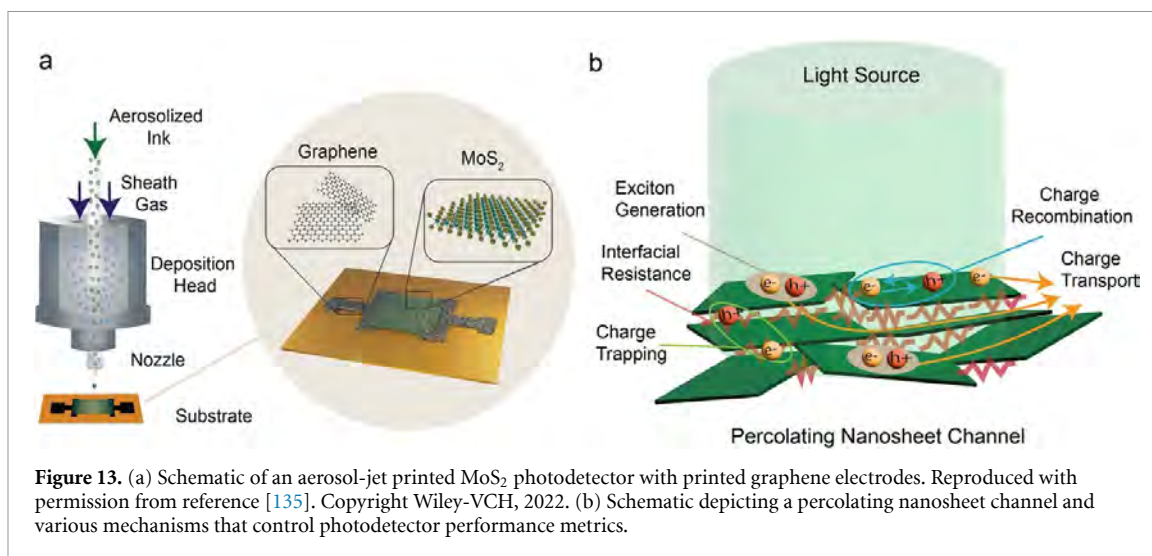 a
Aerosolized
Ink
Sheath
Gas
Deposition
Head
Nozzle
Substrate
Graphene
MoS₂
b
Light Source
Exciton
Generation
Interfacial
Resistance
Charge
Trapping
Charge
Recombination
Charge
Transport
e- h+
e- h+ e-
h+
e-
e- h+
Percolating Nanosheet Channel
Figure 13. (a) Schematic of an aerosol-jet printed MoS₂ photodetector with printed graphene electrodes. Reproduced with
permission from reference [135]. Copyright Wiley-VCH, 2022. (b) Schematic depicting a percolating nanosheet channel and
various mechanisms that control photodetector performance metrics.